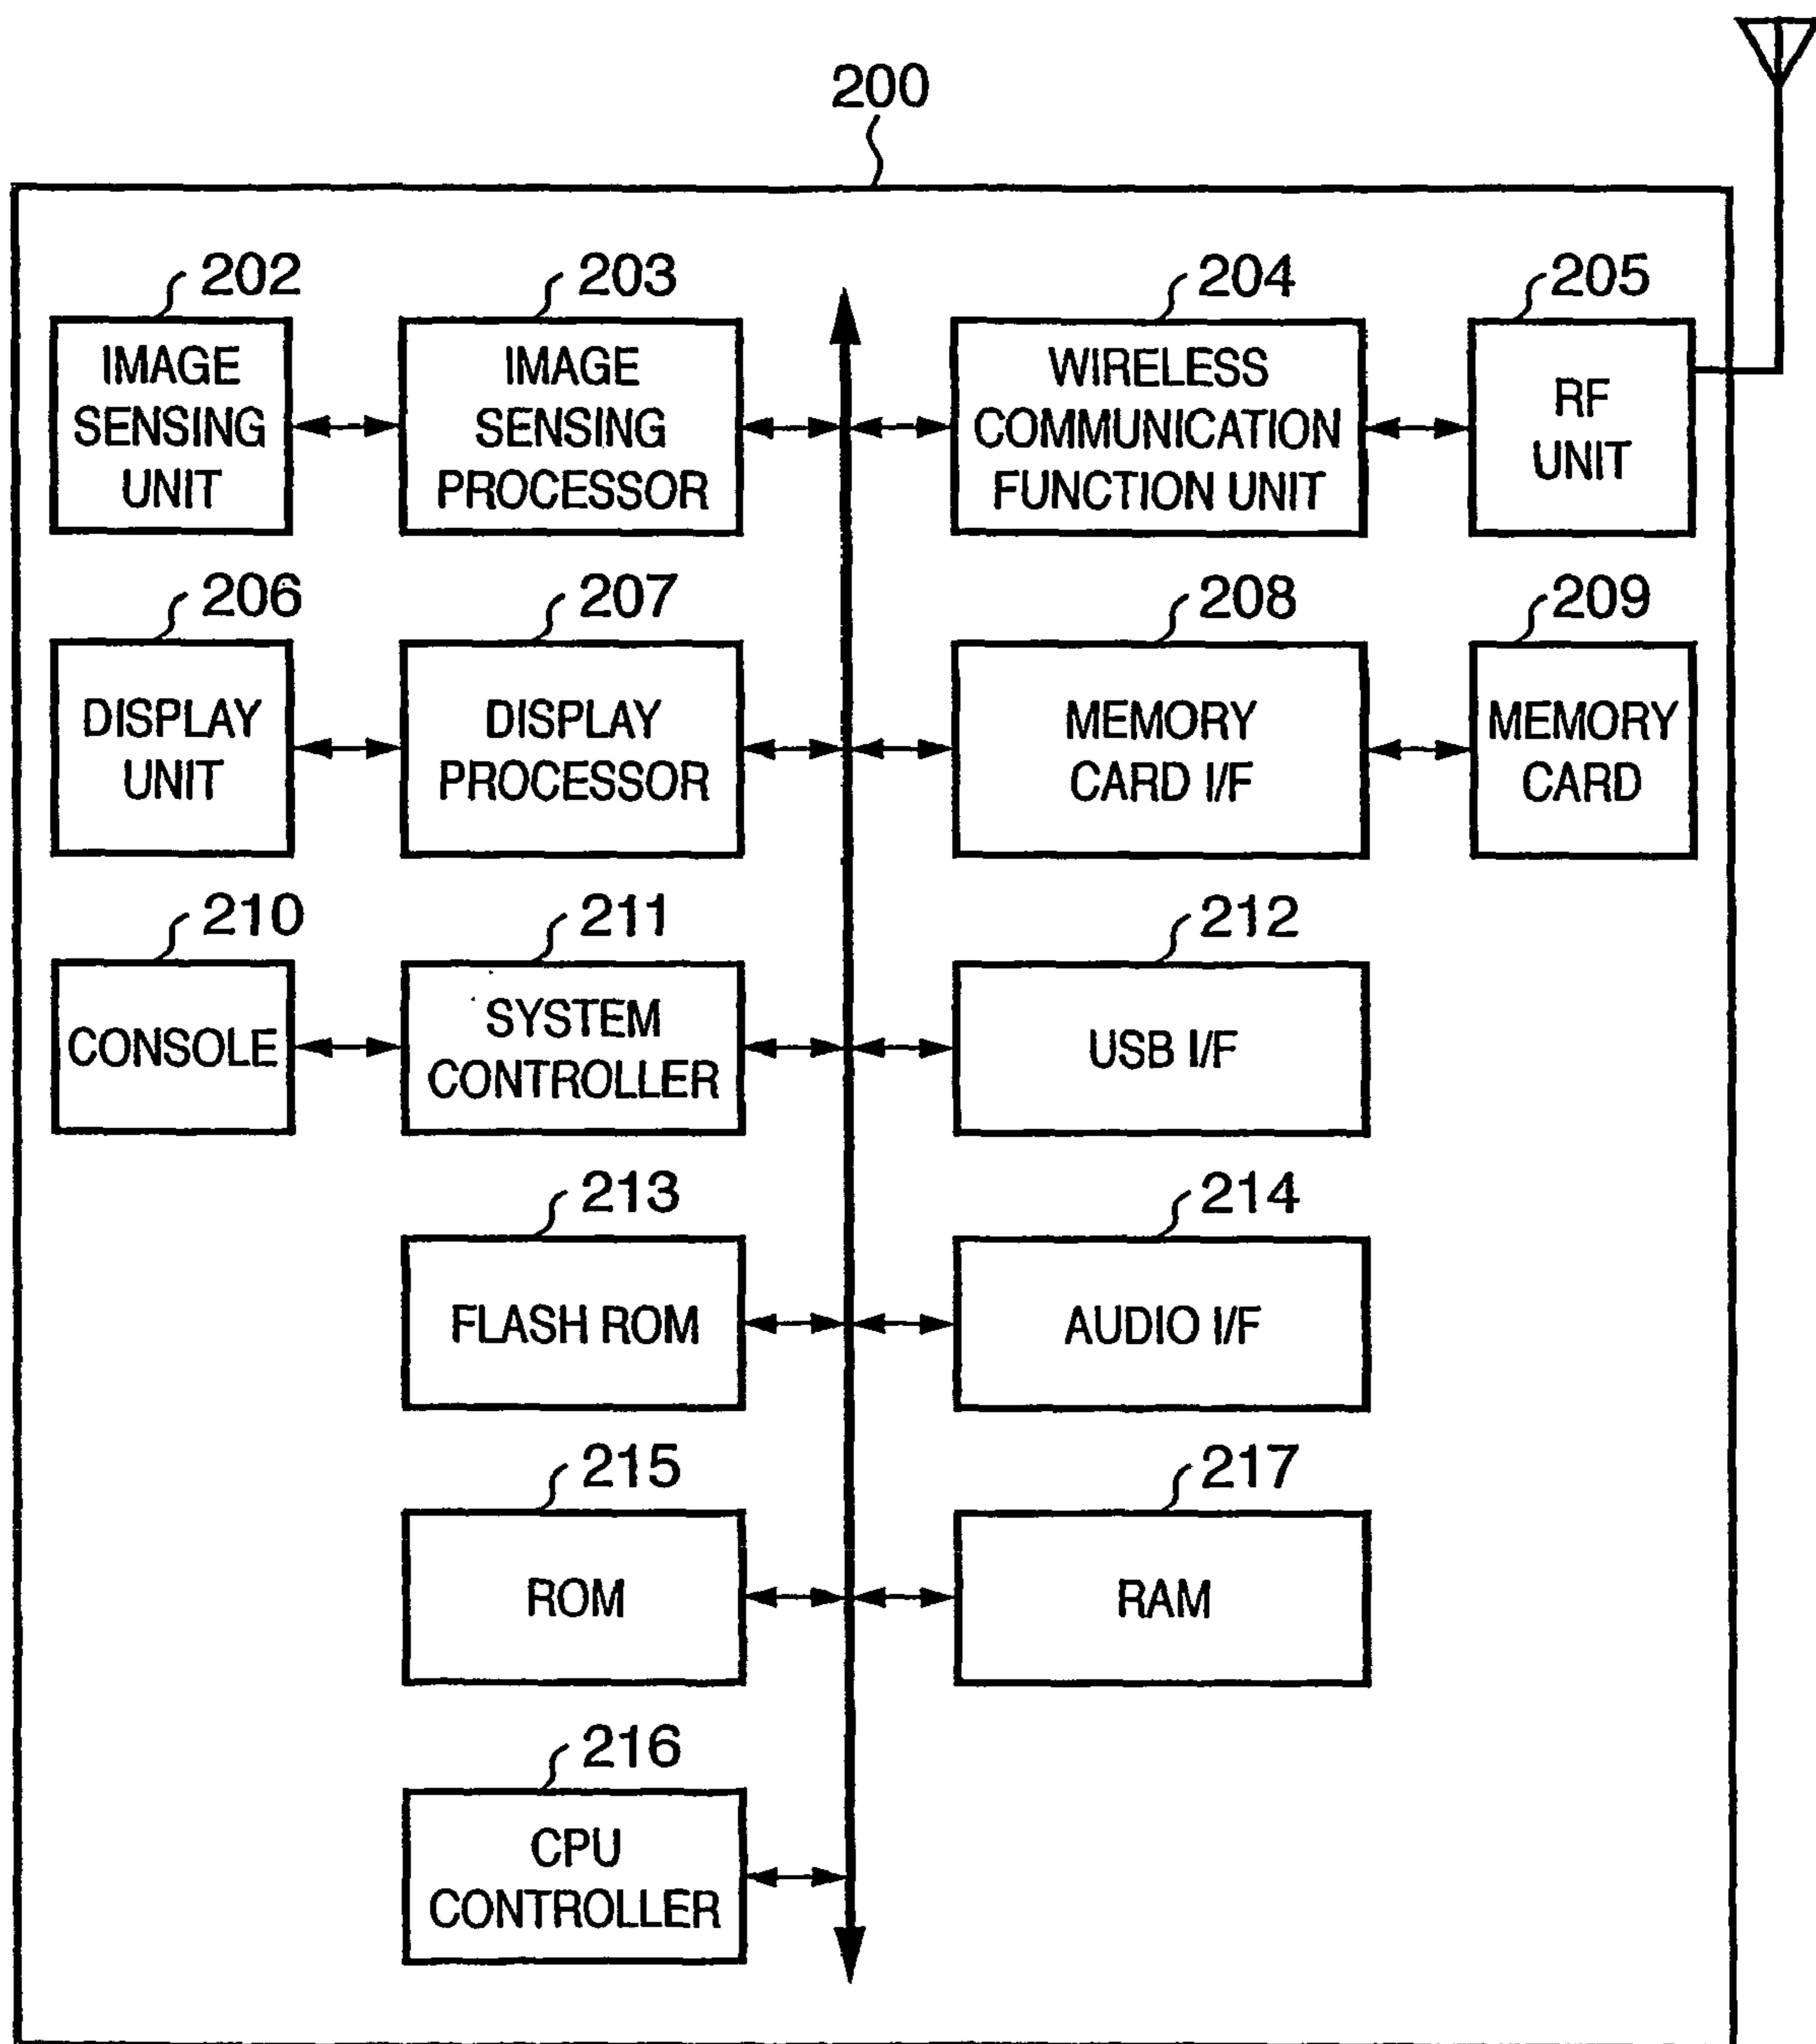 200
202
203
204
205
IMAGE
SENSING
UNIT
IMAGE
SENSING
PROCESSOR
WIRELESS
COMMUNICATION
FUNCTION UNIT
RF
UNIT
206
207
208
209
DISPLAY
UNIT
DISPLAY
PROCESSOR
MEMORY
CARD I/F
MEMORY
CARD
210
211
212
CONSOLE
SYSTEM
CONTROLLER
USB I/F
213
214
FLASH ROM
AUDIO I/F
215
217
ROM
RAM
216
CPU
CONTROLLER